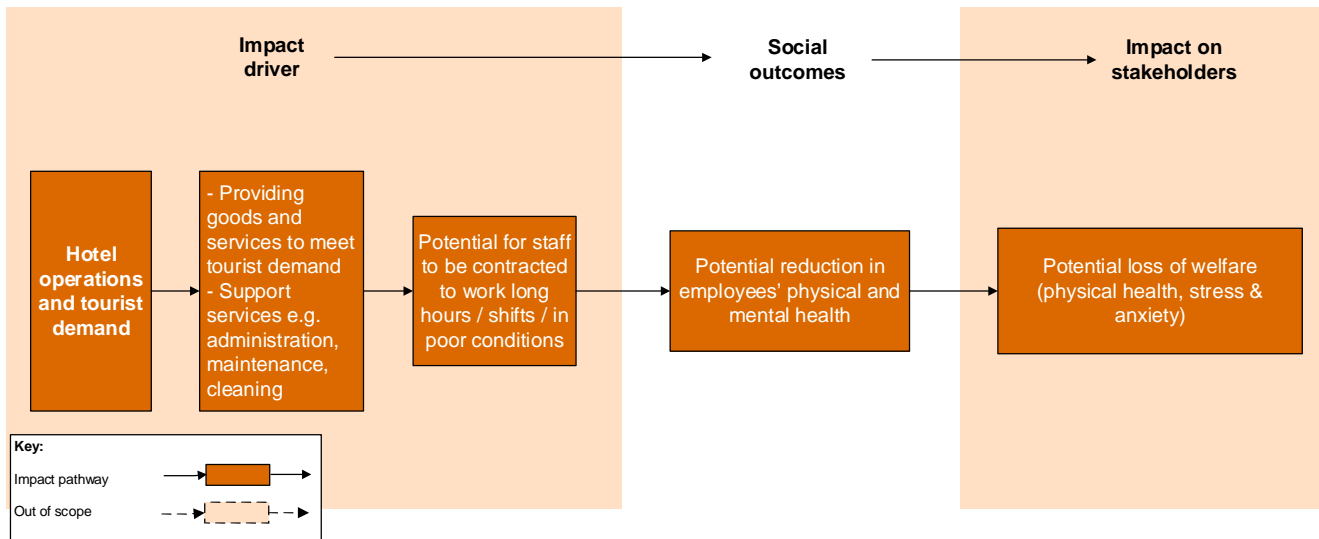 Impact
driver
Social
outcomes
Impact on
stakeholders
Hotel
operations
and tourist
demand
- Providing
goods and
services to meet
tourist demand
- Support
services e.g.
administration,
maintenance,
cleaning
Potential for staff
to be contracted
to work long
hours / shifts / in
poor conditions
Potential reduction in
employees’ physical and
mental health
Potential loss of welfare
(physical health, stress &
anxiety)
Key:
Impact pathway
Out of scope